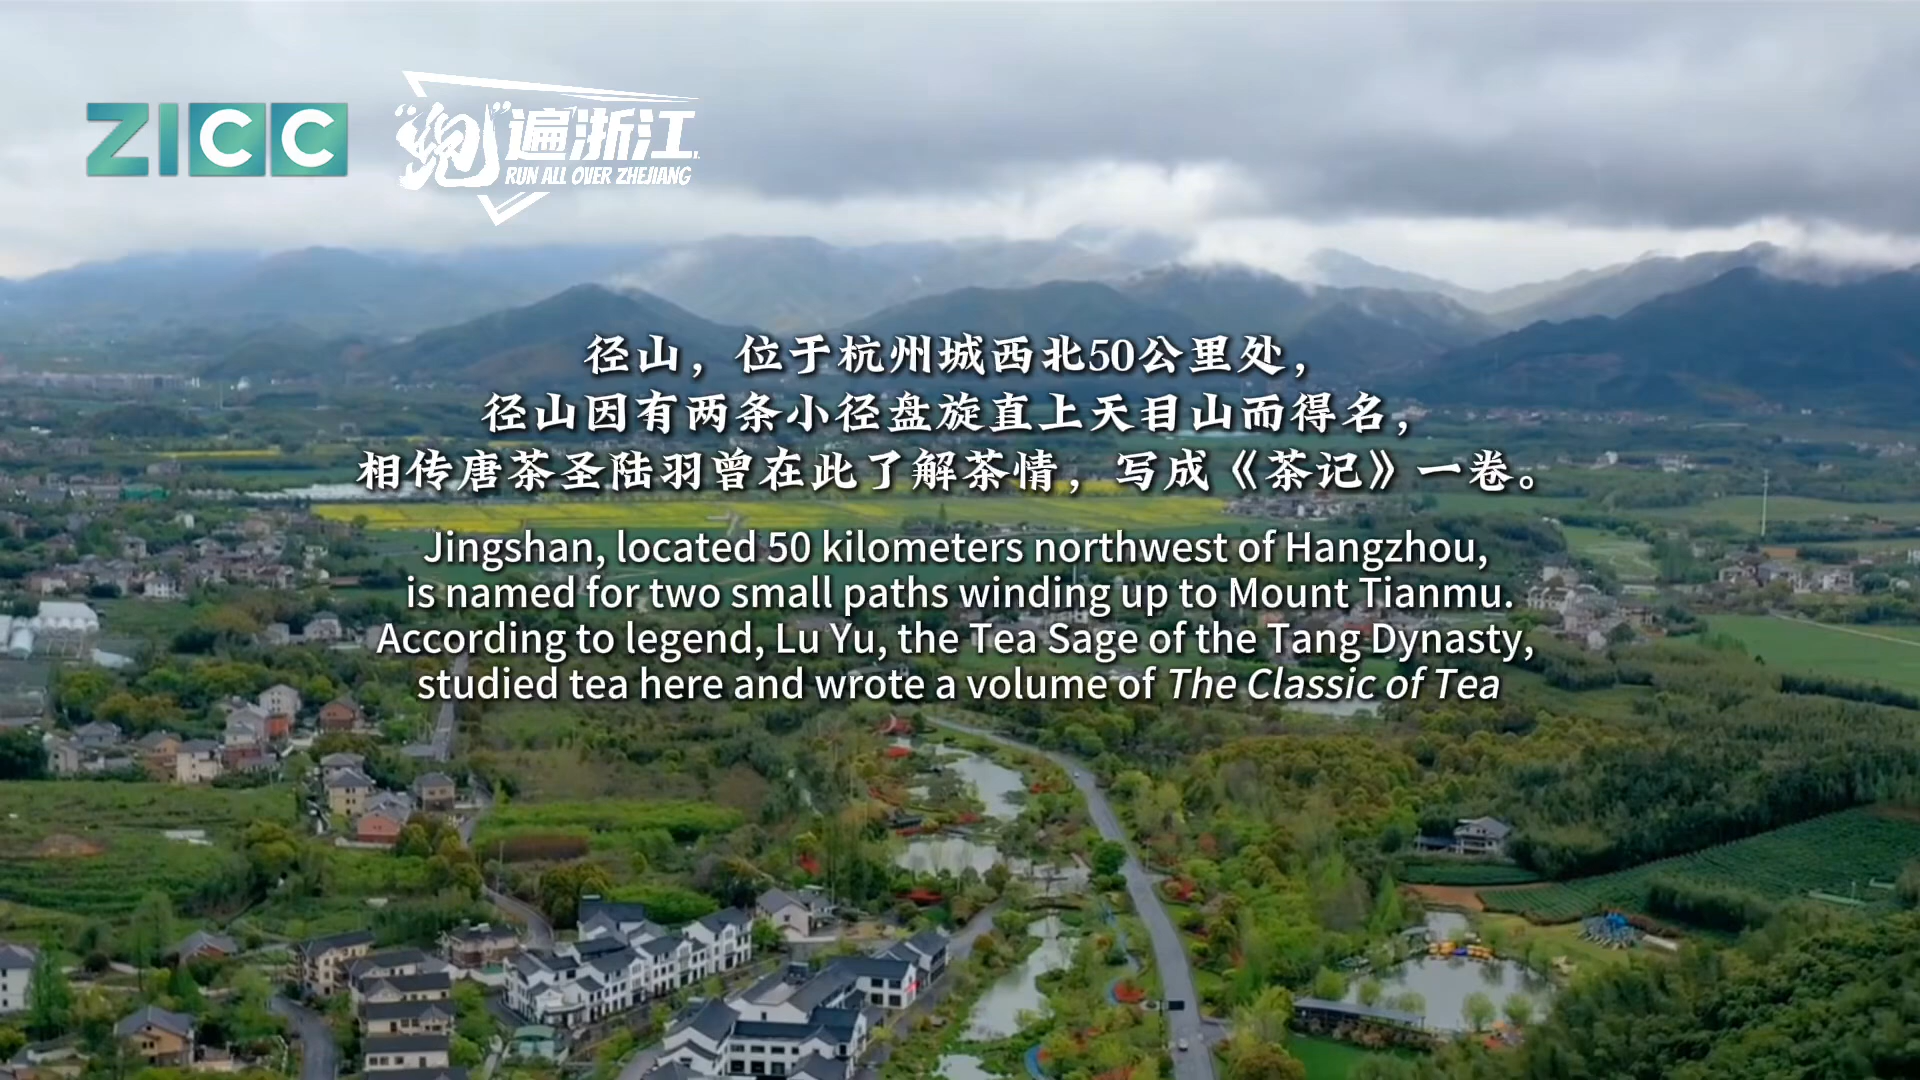 ZICC
“跑”遍浙江
RUN ALL OVER ZHEJIANG
径山，位于杭州城西北50公里处，
径山因有两条小径盘旋直上天目山而得名，
相传唐茶圣陆羽曾在此了解茶情，写成《茶记》一卷。
Jingshan, located 50 kilometers northwest of Hangzhou,
is named for two small paths winding up to Mount Tianmu.
According to legend, Lu Yu, the Tea Sage of the Tang Dynasty,
studied tea here and wrote a volume of The Classic of Tea